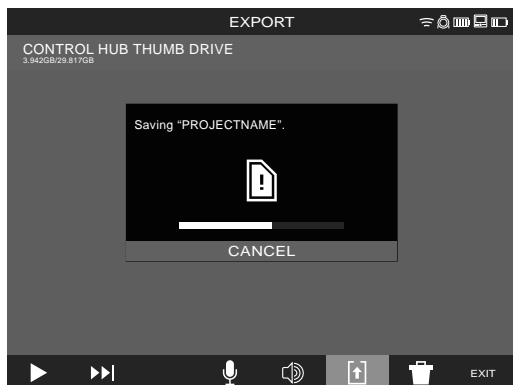 EXPORT
CONTROL HUB THUMB DRIVE
3.942GB/29.817GB
Saving “PROJECTNAME”.
!
CANCEL
EXIT